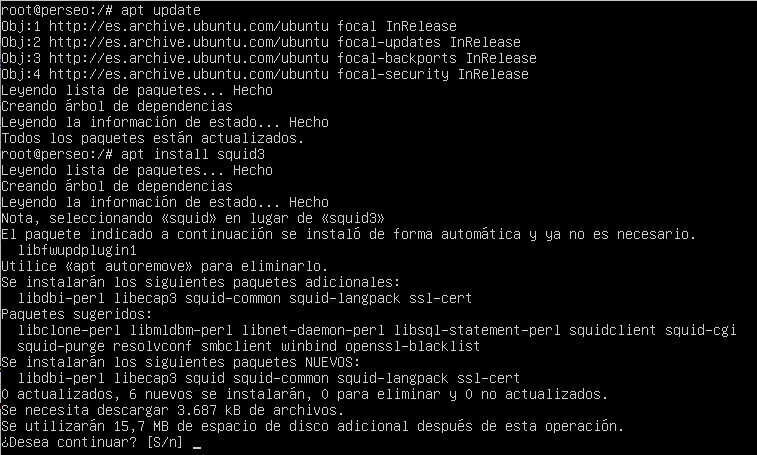 root@perseo:/# apt update
Obj:1 http://es.archive.ubuntu.com/ubuntu focal InRelease
Obj:2 http://es.archive.ubuntu.com/ubuntu focal-updates InRelease
Obj:3 http://es.archive.ubuntu.com/ubuntu focal-backports InRelease
Obj:4 http://es.archive.ubuntu.com/ubuntu focal-security InRelease
Leyendo lista de paquetes... Hecho
Creando árbol de dependencias
Leyendo la información de estado... Hecho
Todos los paquetes están actualizados.
root@perseo:/# apt install squid3
Leyendo lista de paquetes... Hecho
Creando árbol de dependencias
Leyendo la información de estado... Hecho
Nota, seleccionando «squid» en lugar de «squid3»
El paquete indicado a continuación se instaló de forma automática y ya no es necesario.
  libfwupdplugin1
Utilice «apt autoremove» para eliminarlo.
Se instalarán los siguientes paquetes adicionales:
  libdbi-perl libecap3 squid-common squid-langpack ssl-cert
Paquetes sugeridos:
  libclone-perl libmldbm-perl libnet-daemon-perl libsql-statement-perl squidclient squid-cgi
  squid-purge resolvconf smbclient winbind openssl-blacklist
Se instalarán los siguientes paquetes NUEVOS:
  libdbi-perl libecap3 squid squid-common squid-langpack ssl-cert
0 actualizados, 6 nuevos se instalarán, 0 para eliminar y 0 no actualizados.
Se necesita descargar 3.687 kB de archivos.
Se utilizarán 15,7 MB de espacio de disco adicional después de esta operación.
¿Desea continuar? [S/n] _